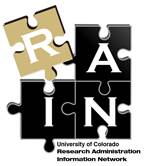 R A
I N
University of Colorado
Research Administration
Information Network